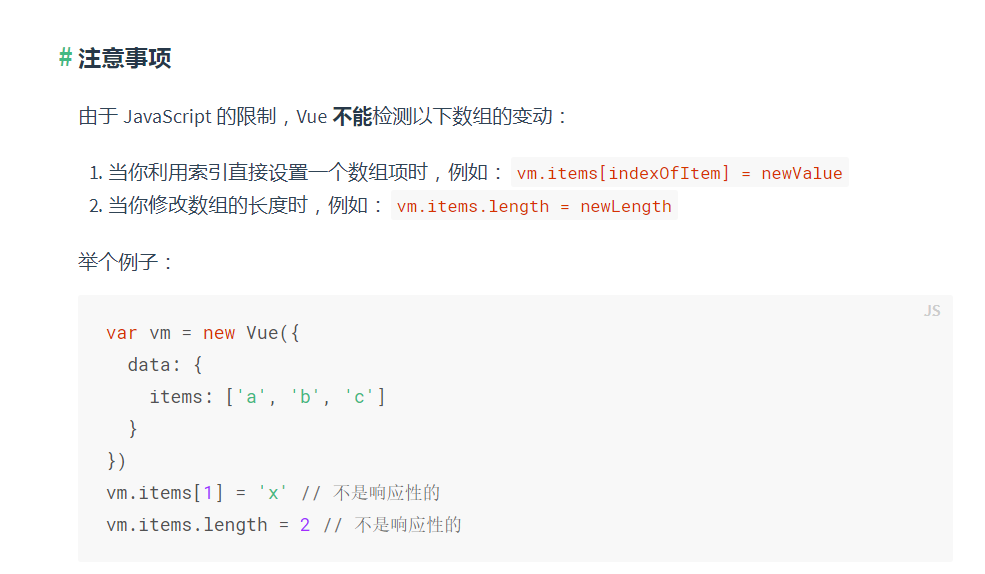 # 注意事项
由于 JavaScript 的限制，Vue 不能检测以下数组的变动：
1. 当你利用索引直接设置一个数组项时，例如：vm.items[indexOfItem] = newValue
2. 当你修改数组的长度时，例如：vm.items.length = newLength
举个例子：
JS
var vm = new Vue({
  data: {
    items: ['a', 'b', 'c']
  }
})
vm.items[1] = 'x' // 不是响应性的
vm.items.length = 2 // 不是响应性的